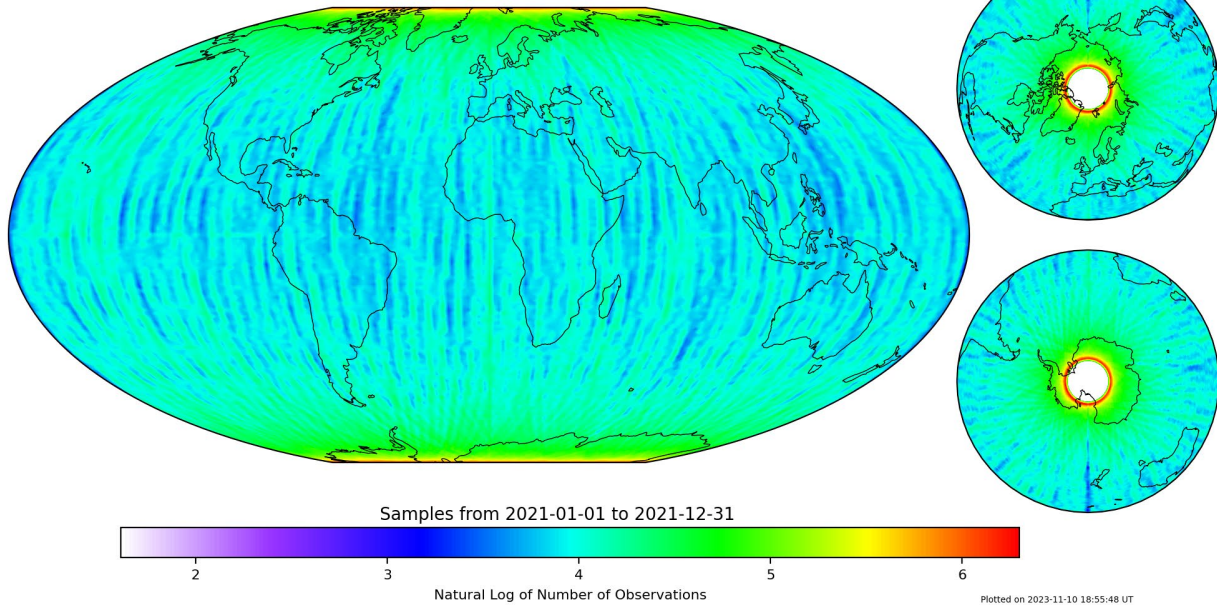 Samples from 2021-01-01 to 2021-12-31
2 3 4 5 6
Natural Log of Number of Observations
Plotted on 2023-11-10 18:55:48 UT